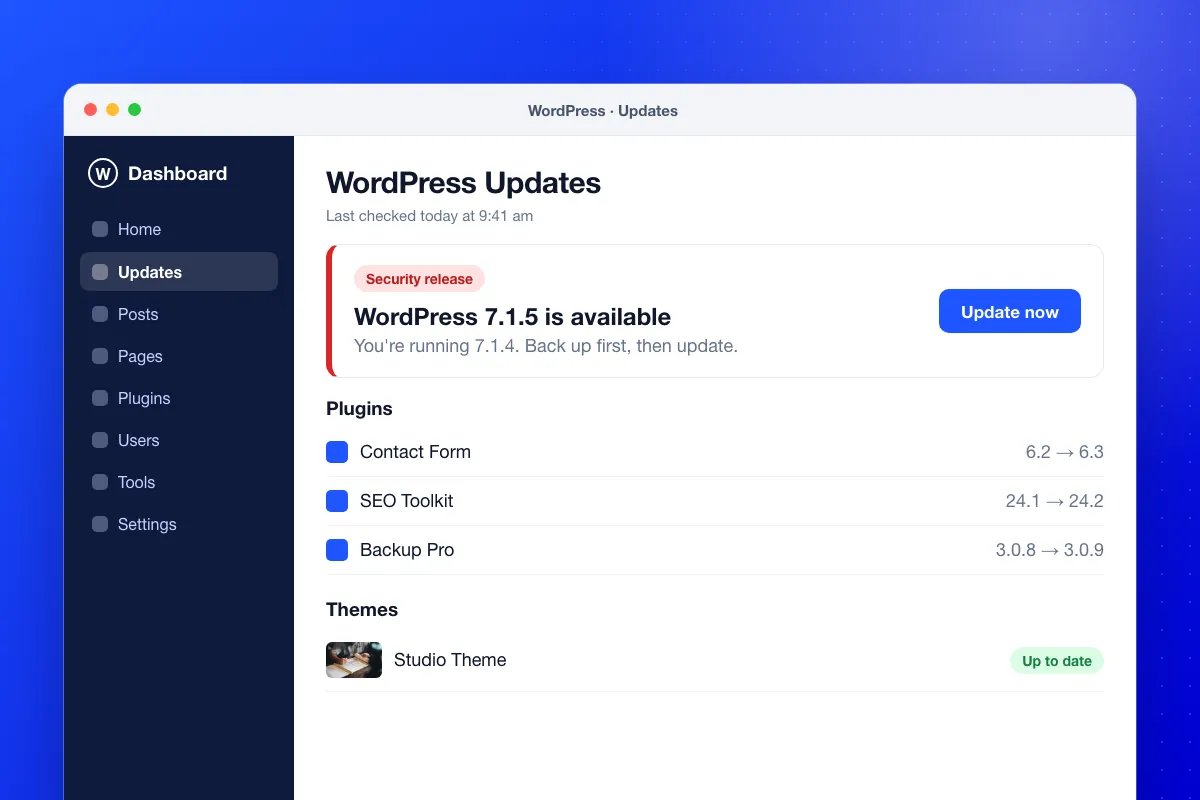 WordPress · Updates
W Dashboard
Home
Updates
Posts
Pages
Plugins
Users
Tools
Settings
WordPress Updates
Last checked today at 9:41 am
Security release
WordPress 7.1.5 is available
You're running 7.1.4. Back up first, then update.
Update now
Plugins
Contact Form 6.2 → 6.3
SEO Toolkit 24.1 → 24.2
Backup Pro 3.0.8 → 3.0.9
Themes
Studio Theme Up to date